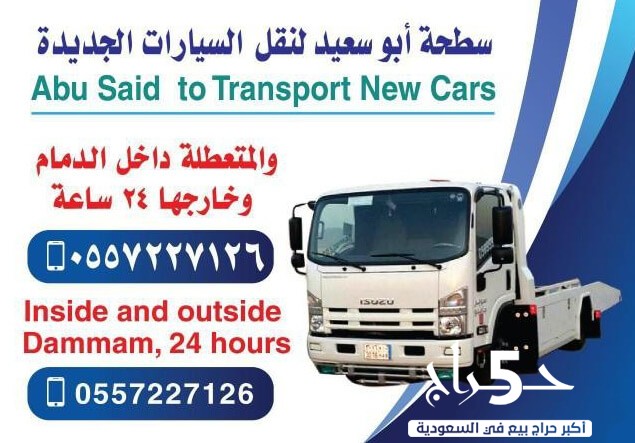 سطحة أبو سعيد لنقل السيارات الجديدة
Abu Said to Transport New Cars
والمتعطلة داخل الدمام
وخارجها ٢٤ ساعة
٠٥٥٧٢٢٧١٢٦
Inside and outside
Dammam, 24 hours
0557227126
ISUZU
حراج
5
أكبر حراج بيع في السعودية